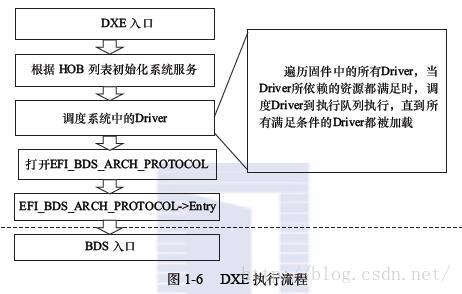 DXE 入口
根据 HOB 列表初始化系统服务
调度系统中的Driver
打开EFI_BDS_ARCH_PROTOCOL
EFI_BDS_ARCH_PROTOCOL->Entry
BDS 入口
遍历固件中的所有Driver，当
Driver所依赖的资源都满足时，调
度Driver到执行队列执行，直到所
有满足条件的Driver都被加载
图 1-6 DXE 执行流程
http://blog.csdn.net/